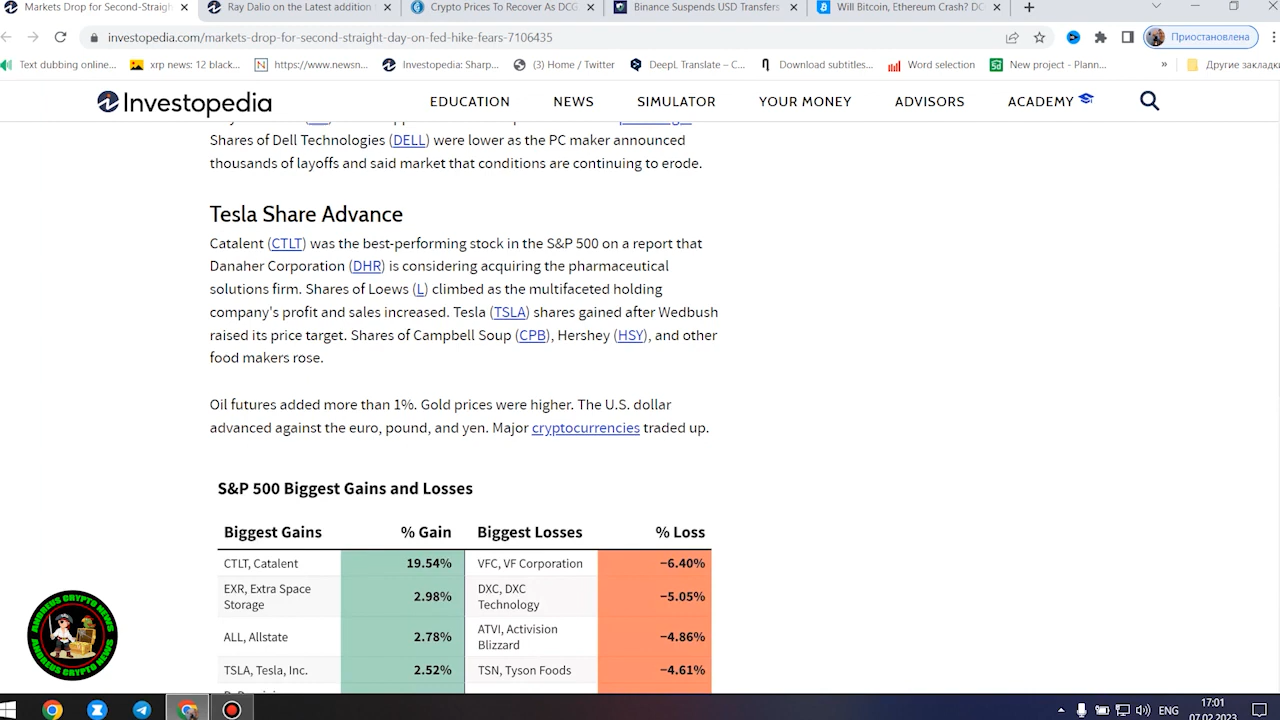 Markets Drop for Second-Straigh
Ray Dalio on the Latest addition
Crypto Prices To Recover As DCG
Binance Suspends USD Transfers
Will Bitcoin, Ethereum Crash? DC
investopedia.com/markets-drop-for-second-straight-day-on-fed-hike-fears-7106435
Приостановлена
Text dubbing online...
xrp news: 12 black...
https://www.newsn...
Investopedia: Sharp...
(3) Home / Twitter
DeepL Translate – C...
Download subtitles...
Word selection
New project - Plann...
»
Другие закладки
Investopedia
EDUCATION
NEWS
SIMULATOR
YOUR MONEY
ADVISORS
ACADEMY
Shares of Dell Technologies (DELL) were lower as the PC maker announced
thousands of layoffs and said market that conditions are continuing to erode.
Tesla Share Advance
Catalent (CTLT) was the best-performing stock in the S&P 500 on a report that
Danaher Corporation (DHR) is considering acquiring the pharmaceutical
solutions firm. Shares of Loews (L) climbed as the multifaceted holding
company's profit and sales increased. Tesla (TSLA) shares gained after Wedbush
raised its price target. Shares of Campbell Soup (CPB), Hershey (HSY), and other
food makers rose.
Oil futures added more than 1%. Gold prices were higher. The U.S. dollar
advanced against the euro, pound, and yen. Major cryptocurrencies traded up.
S&P 500 Biggest Gains and Losses
Biggest Gains % Gain Biggest Losses % Loss
CTLT, Catalent 19.54% VFC, VF Corporation −6.40%
EXR, Extra Space
Storage
2.98%
DXC, DXC
Technology
−5.05%
ALL, Allstate 2.78%
ATVI, Activision
Blizzard
−4.86%
TSLA, Tesla, Inc. 2.52% TSN, Tyson Foods −4.61%
ANDREUS CRYPTO NEWS
ANDREUS CRYPTO NEWS
ENG
17:01
07.02.2023